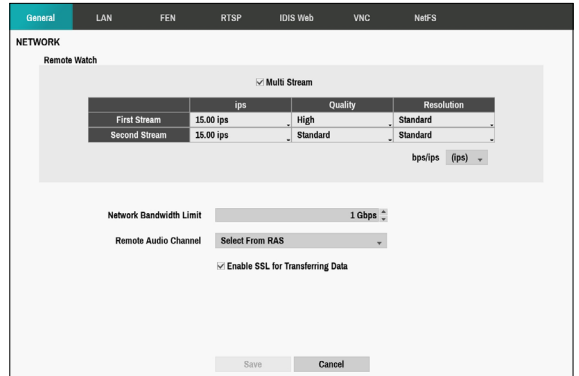 General LAN FEN RTSP IDIS Web VNC NetFS
NETWORK
Remote Watch
Multi Stream
ips Quality Resolution
First Stream 15.00 ips High Standard
Second Stream 15.00 ips Standard Standard
bps/ips (ips)
Network Bandwidth Limit 1 Gbps
Remote Audio Channel Select From RAS
Enable SSL for Transferring Data
Save Cancel